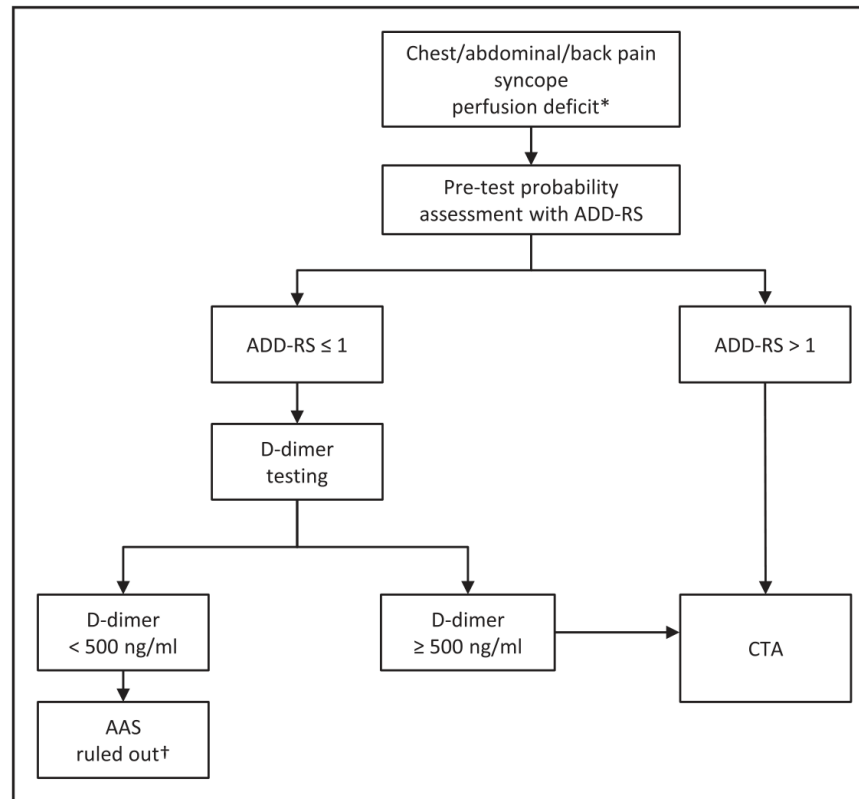 Chest/abdominal/back pain
syncope
perfusion deficit*
Pre-test probability
assessment with ADD-RS
ADD-RS ≤ 1
ADD-RS > 1
D-dimer
testing
D-dimer
< 500 ng/ml
D-dimer
≥ 500 ng/ml
CTA
AAS
ruled out†